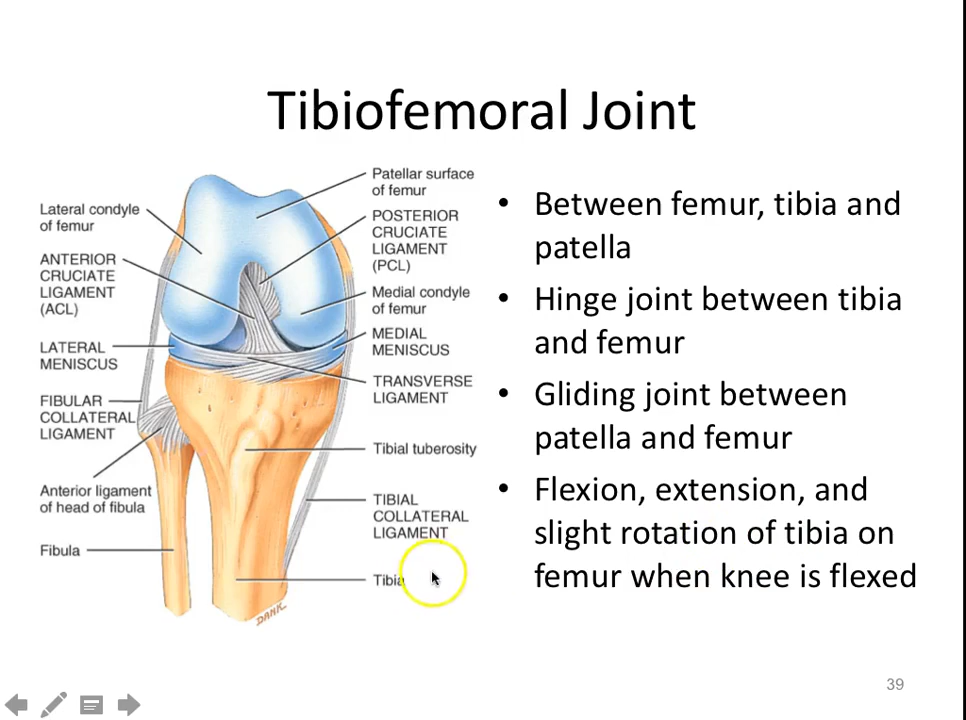 Tibiofemoral Joint
Lateral condyle
of femur
ANTERIOR
CRUCIATE
LIGAMENT
(ACL)
LATERAL
MENISCUS
FIBULAR
COLLATERAL
LIGAMENT
Anterior ligament
of head of fibula
Fibula
Patellar surface
of femur
POSTERIOR
CRUCIATE
LIGAMENT
(PCL)
Medial condyle
of femur
MEDIAL
MENISCUS
TRANSVERSE
LIGAMENT
Tibial tuberosity
TIBIAL
COLLATERAL
LIGAMENT
Tibia
DANK
• Between femur, tibia and
patella
• Hinge joint between tibia
and femur
• Gliding joint between
patella and femur
• Flexion, extension, and
slight rotation of tibia on
femur when knee is flexed
39